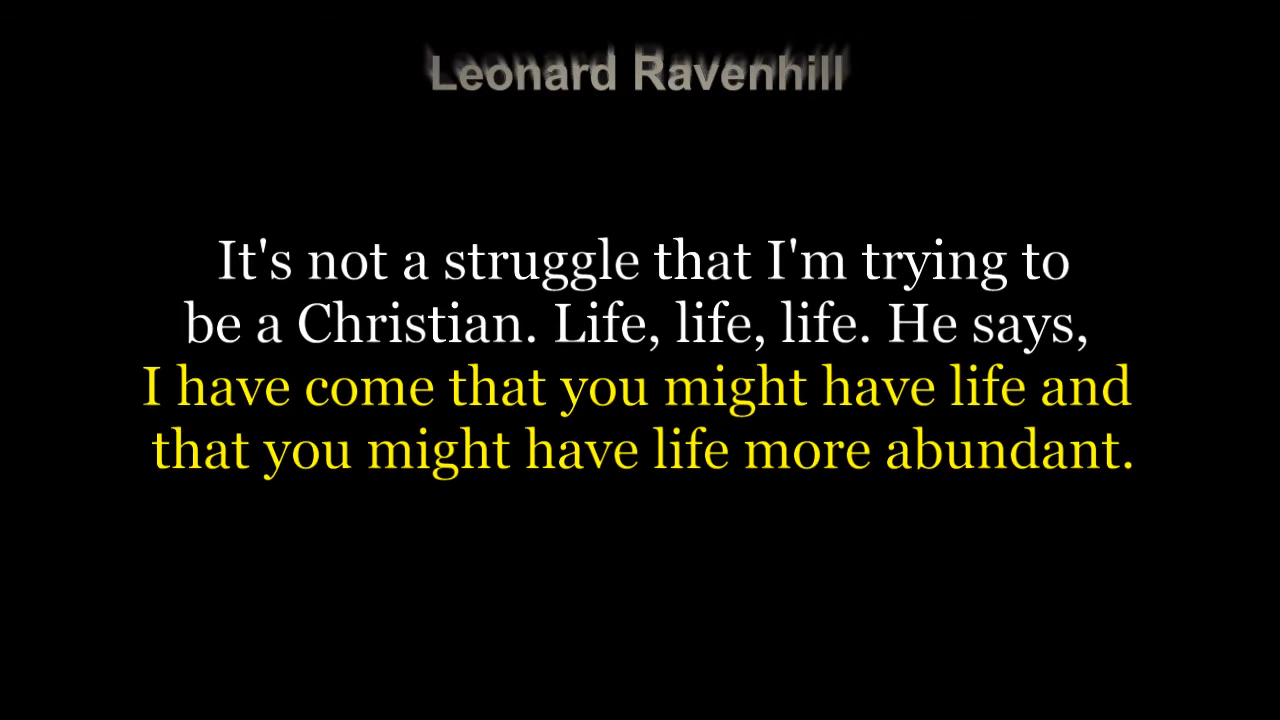 Leonard Ravenhill
It's not a struggle that I'm trying to
be a Christian. Life, life, life. He says,
I have come that you might have life and
that you might have life more abundant.